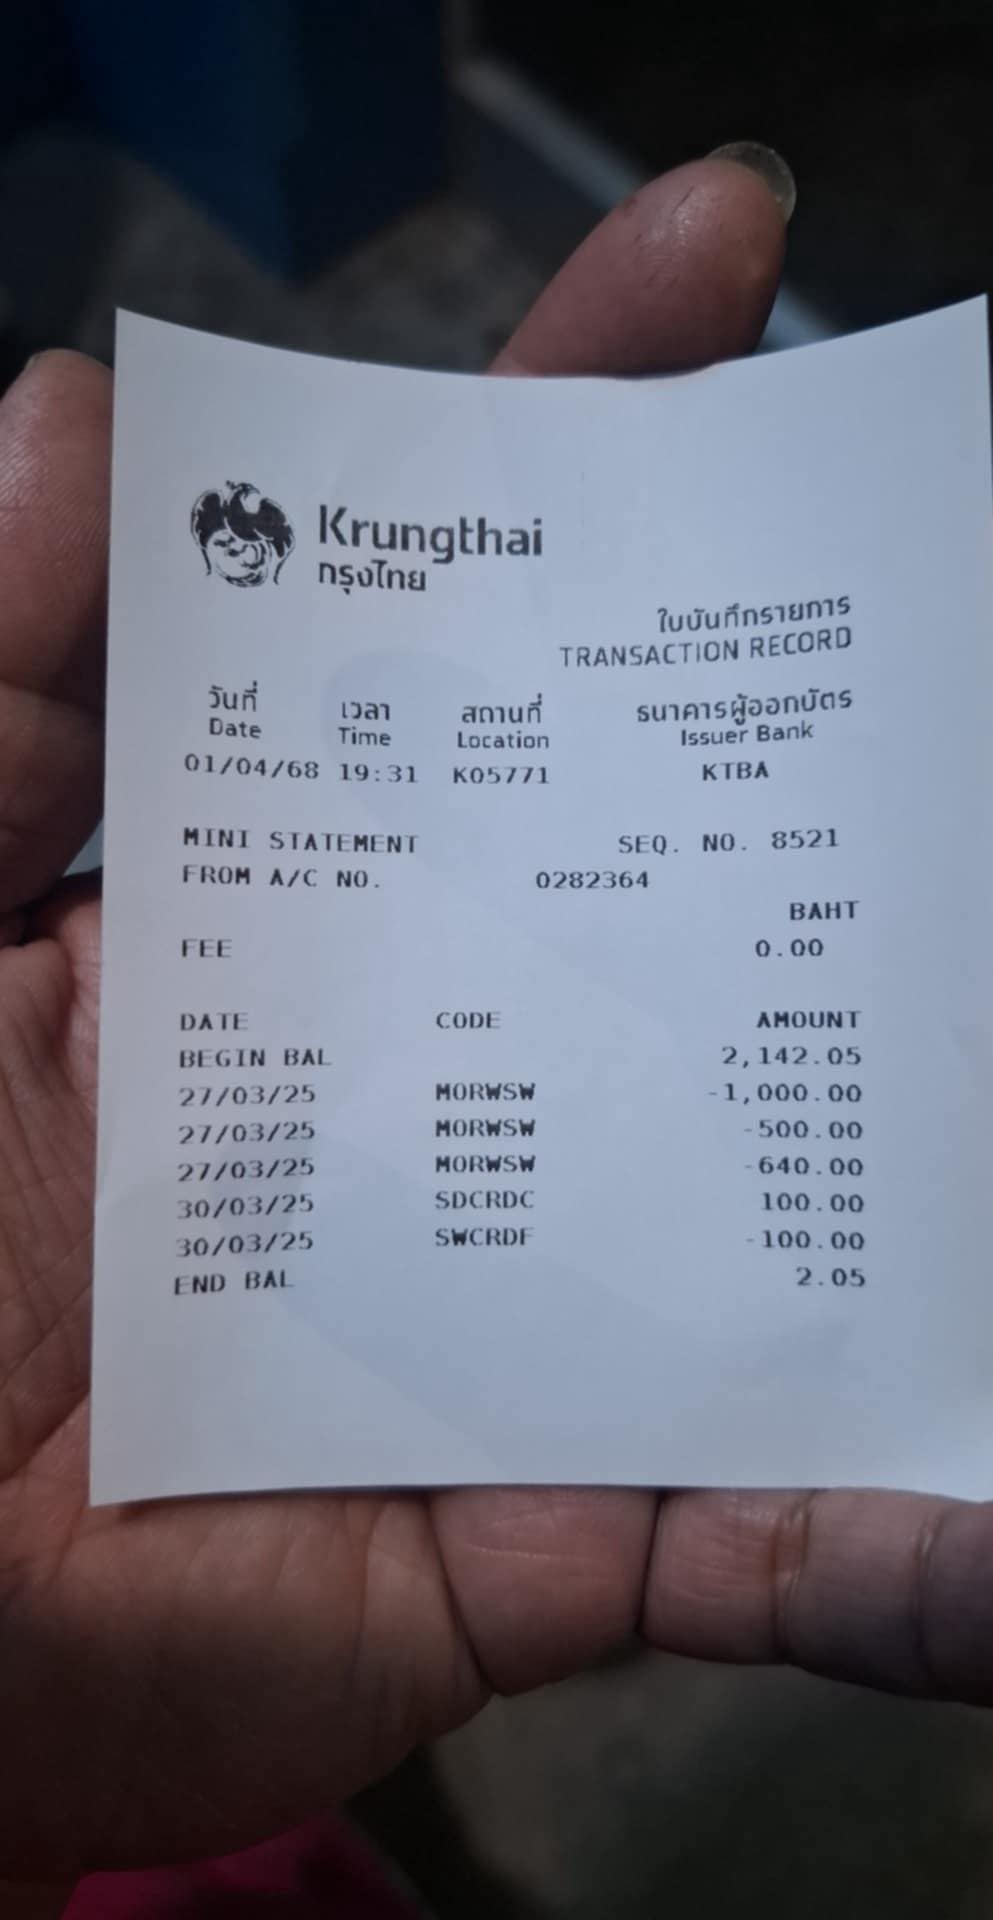 Krungthai
กรุงไทย
ใบบันทึกรายการ
TRANSACTION RECORD
วันที่ เวลา สถานที่ ธนาคารผู้ออกบัตร
Date Time Location Issuer Bank
01/04/68 19:31 K05771 KTBA
MINI STATEMENT SEQ. NO. 8521
FROM A/C NO. 0282364
BAHT
FEE 0.00
DATE CODE AMOUNT
BEGIN BAL 2,142.05
27/03/25 MORWSW -1,000.00
27/03/25 MORWSW -500.00
27/03/25 MORWSW -640.00
30/03/25 SDCRDC 100.00
30/03/25 SWCRDF -100.00
END BAL 2.05